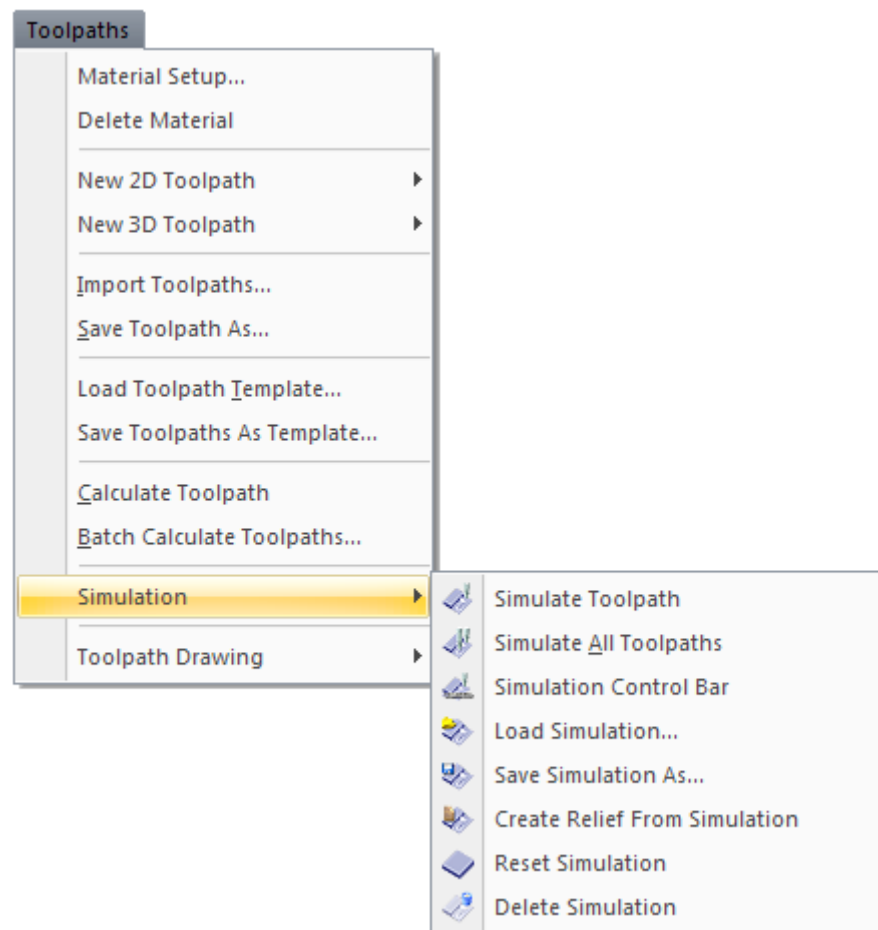 Toolpaths
Material Setup...
Delete Material
New 2D Toolpath
New 3D Toolpath
Import Toolpaths...
Save Toolpath As...
Load Toolpath Template...
Save Toolpaths As Template...
Calculate Toolpath
Batch Calculate Toolpaths...
Simulation
Toolpath Drawing
Simulate Toolpath
Simulate All Toolpaths
Simulation Control Bar
Load Simulation...
Save Simulation As...
Create Relief From Simulation
Reset Simulation
Delete Simulation